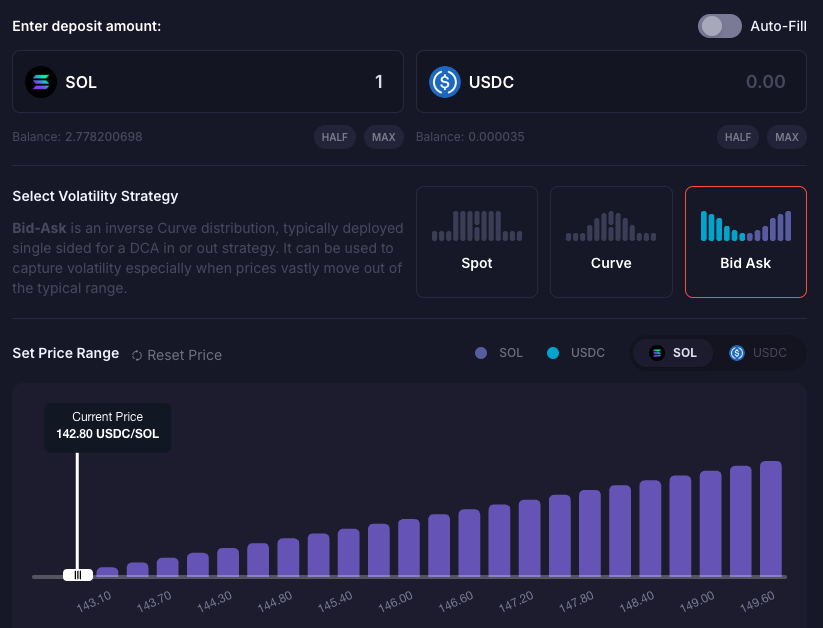 Enter deposit amount:
Auto-Fill
SOL 1
USDC 0.00
Balance: 2.778200698 HALF MAX
Balance: 0.000035 HALF MAX
Select Volatility Strategy
Bid-Ask is an inverse Curve distribution, typically deployed
single sided for a DCA in or out strategy. It can be used to
capture volatility especially when prices vastly move out of
the typical range.
Spot
Curve
Bid Ask
Set Price Range
Reset Price
SOL
USDC
SOL
USDC
Current Price
142.80 USDC/SOL
143.10 143.70 144.30 144.80 145.40 146.00 146.60 147.20 147.80 148.40 149.00 149.60